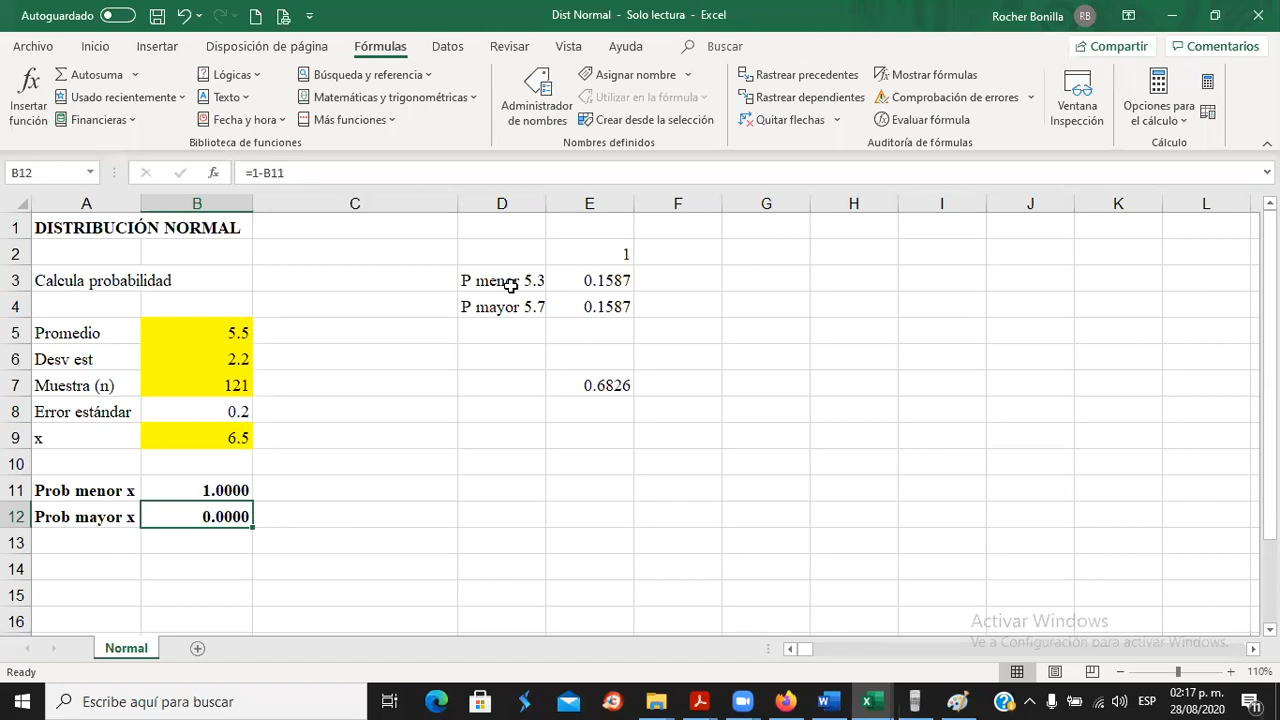 Autoguardado
Dist Normal - Solo lectura - Excel
Rocher Bonilla RB
Archivo Inicio Insertar Disposición de página Fórmulas Datos Revisar Vista Ayuda Buscar Compartir Comentarios
Insertar función
Autosuma
Usado recientemente
Financieras
Lógicas
Texto
Fecha y hora
Búsqueda y referencia
Matemáticas y trigonométricas
Más funciones
Biblioteca de funciones
Administrador de nombres
Asignar nombre
Utilizar en la fórmula
Crear desde la selección
Nombres definidos
Rastrear precedentes
Rastrear dependientes
Quitar flechas
Mostrar fórmulas
Comprobación de errores
Evaluar fórmula
Auditoría de fórmulas
Ventana Inspección
Opciones para el cálculo
Cálculo
B12 fx =1-B11
A B C D E F G H I J K L
1 DISTRIBUCIÓN NORMAL
2 1
3 Calcula probabilidad P menor 5.3 0.1587
4 P mayor 5.7 0.1587
5 Promedio 5.5
6 Desv est 2.2
7 Muestra (n) 121 0.6826
8 Error estándar 0.2
9 x 6.5
10
11 Prob menor x 1.0000
12 Prob mayor x 0.0000
13
14
15
16
Activar Windows
Ve a Configuración para activar Windows.
Normal
Ready 110%
Escribe aquí para buscar
ESP 02:17 p. m.
28/08/2020 11